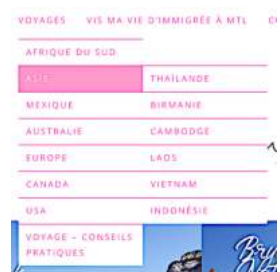 VOYAGES VIS MA VIE D'IMMIGRÉE À MTL
AFRIQUE DU SUD
ASIE THAÏLANDE
MEXIQUE BIRMANIE
AUSTRALIE CAMBODGE
EUROPE LAOS
CANADA VIETNAM
USA INDONÉSIE
VOYAGE – CONSEILS
PRATIQUES